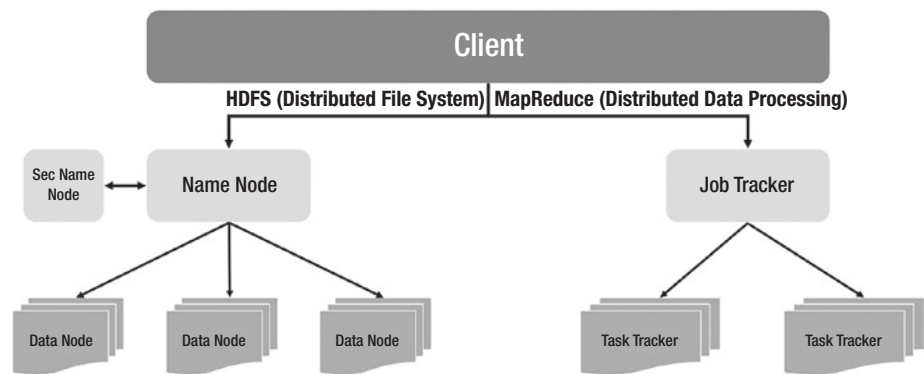 Client
HDFS (Distributed File System)
MapReduce (Distributed Data Processing)
Sec Name
Node
Name Node
Job Tracker
Data Node
Data Node
Data Node
Task Tracker
Task Tracker